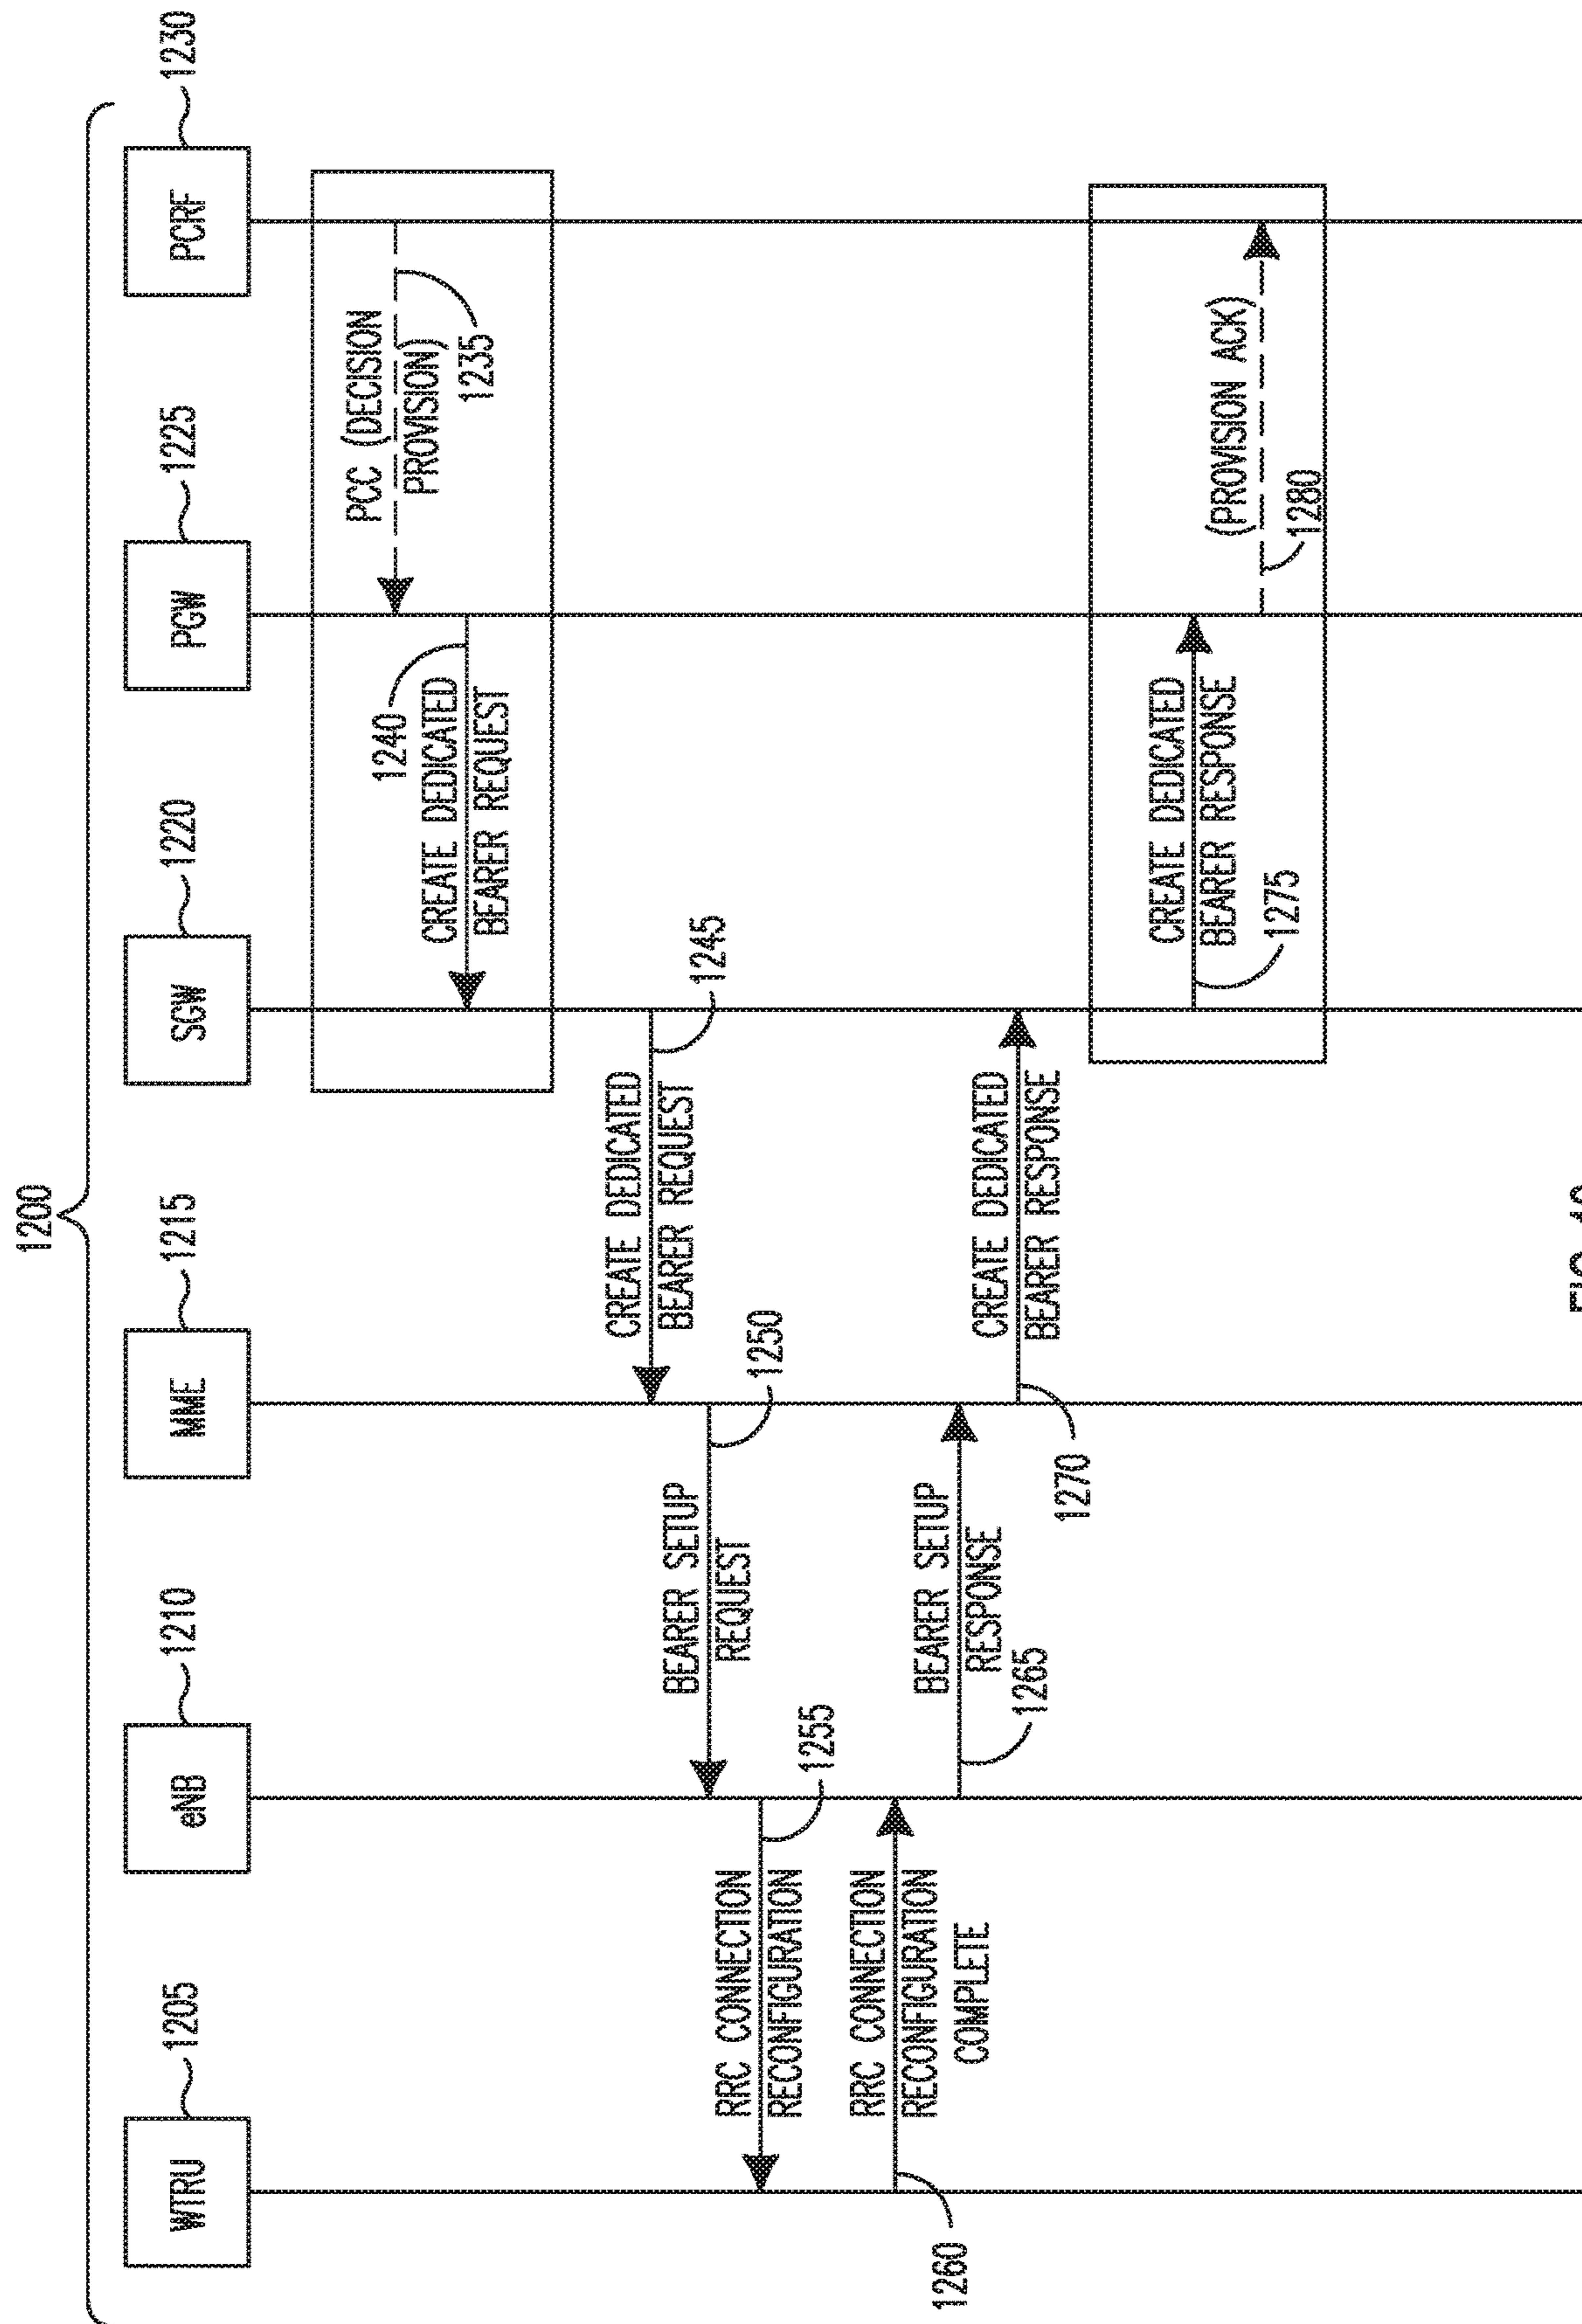 1200
WTRU
1205
eNB
1210
MME
1215
SGW
1220
PGW
1225
PCRF
1230
PCC (DECISION
PROVISION)
1235
1240
CREATE DEDICATED
BEARER REQUEST
CREATE DEDICATED
BEARER REQUEST
1245
BEARER SETUP
REQUEST
1250
RRC CONNECTION
RECONFIGURATION
1255
RRC CONNECTION
RECONFIGURATION
COMPLETE
1260
BEARER SETUP
RESPONSE
1265
CREATE DEDICATED
BEARER RESPONSE
1270
CREATE DEDICATED
BEARER RESPONSE
1275
(PROVISION ACK)
1280